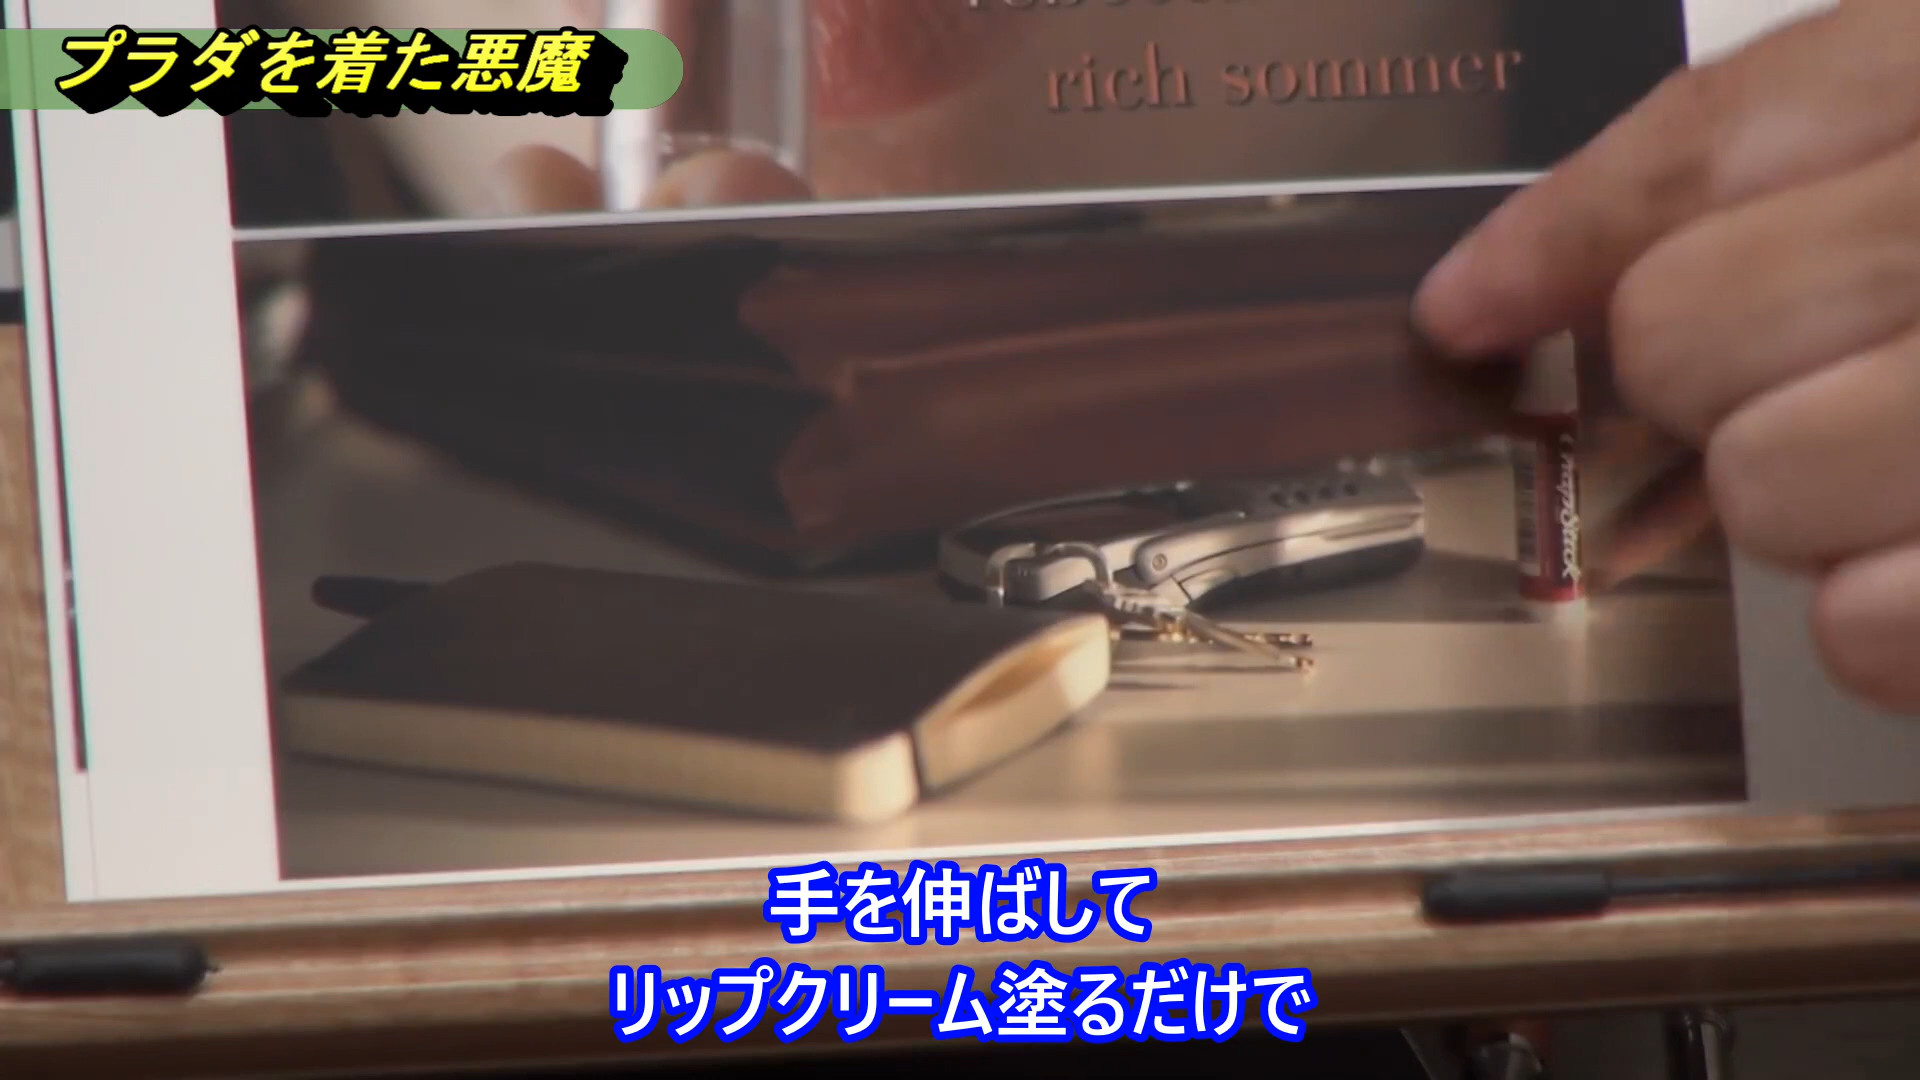 プラダを着た悪魔
rich sommer
ChapStick
手を伸ばして
リップクリーム塗るだけで